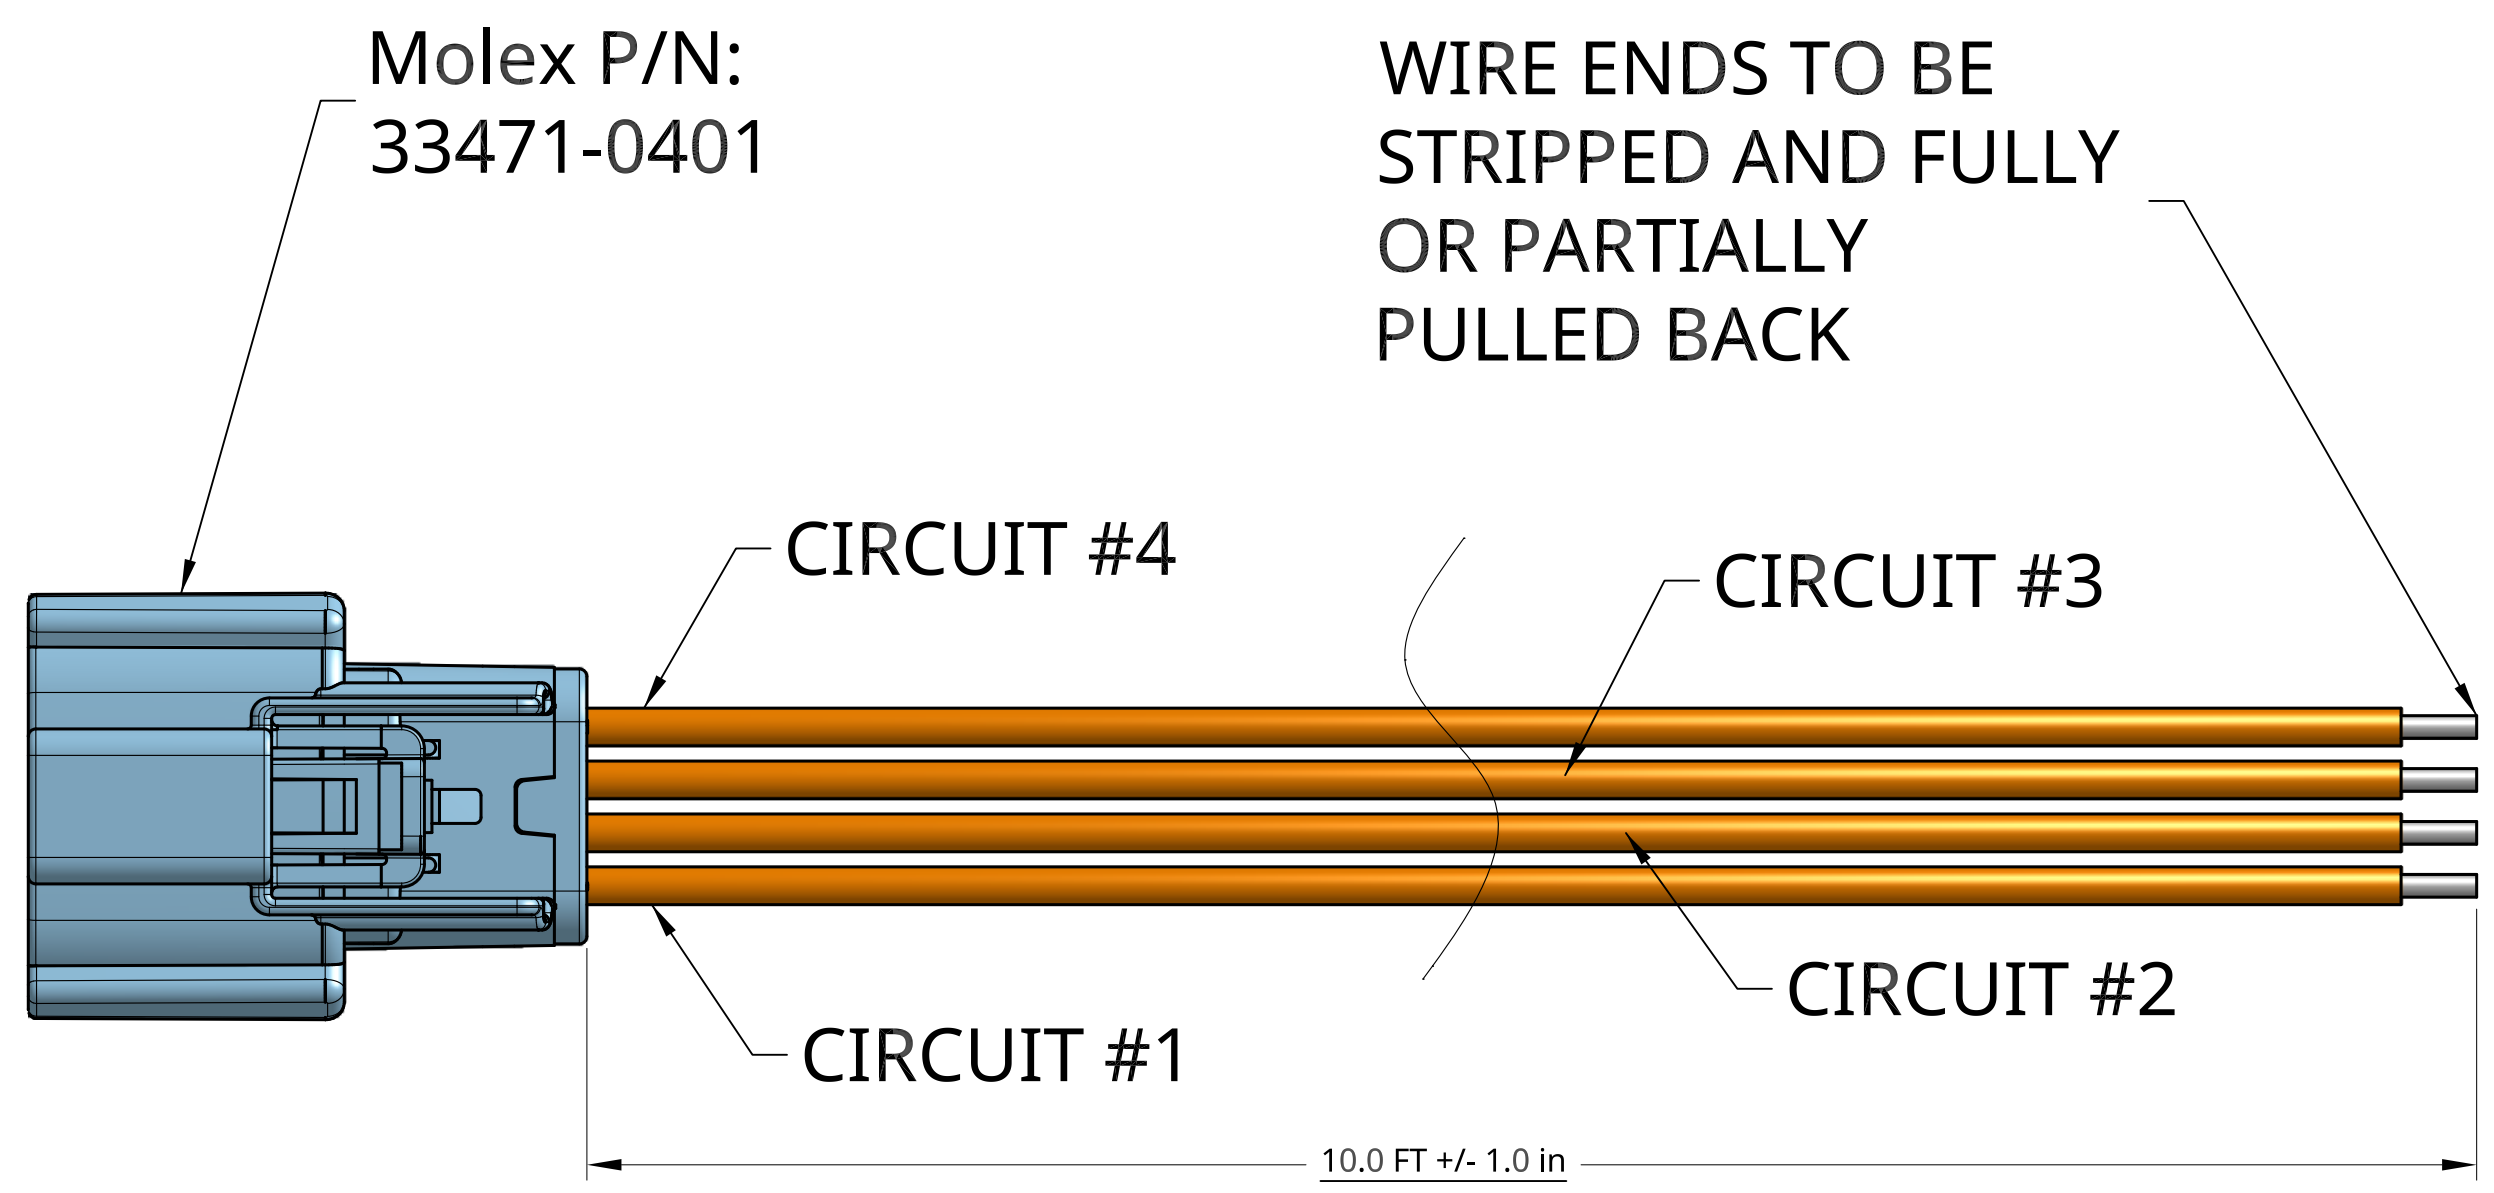 Molex P/N:
33471-0401
WIRE ENDS TO BE
STRIPPED AND FULLY
OR PARTIALLY
PULLED BACK
CIRCUIT #4
CIRCUIT #3
CIRCUIT #2
CIRCUIT #1
10.0 FT +/- 1.0 in